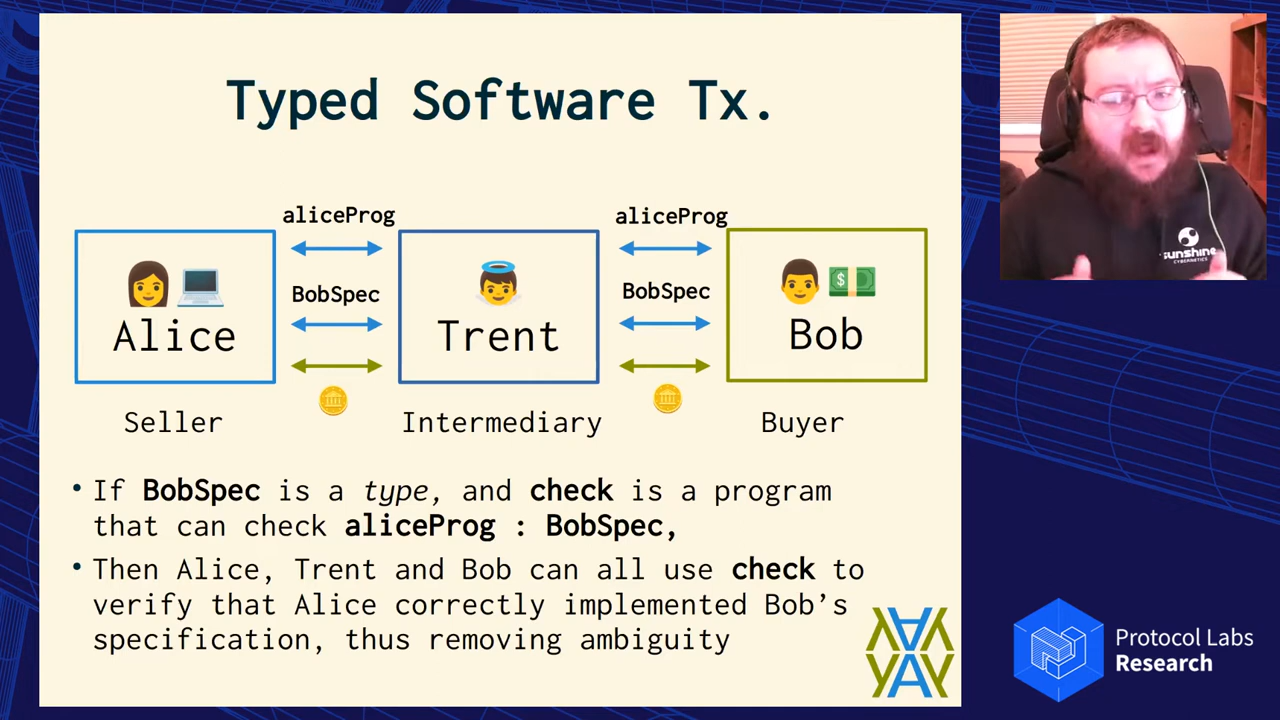 Typed Software Tx.
aliceProg
aliceProg
BobSpec
BobSpec
Alice
Trent
Bob
Seller
Intermediary
Buyer
• If BobSpec is a type, and check is a program
that can check aliceProg : BobSpec,
• Then Alice, Trent and Bob can all use check to
verify that Alice correctly implemented Bob’s
specification, thus removing ambiguity
sunshine
CYBERNETICS
Protocol Labs
Research